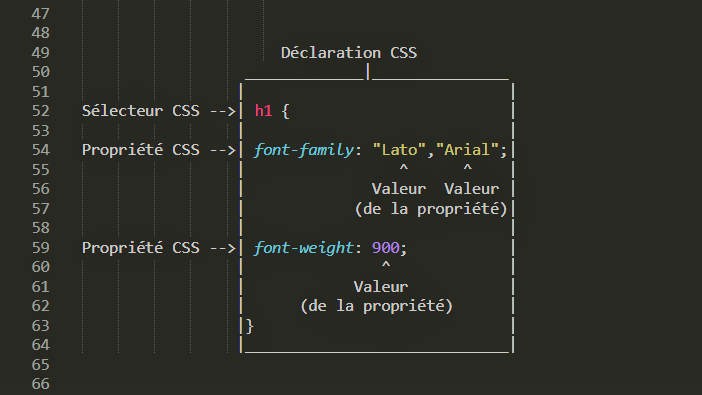 47
48
49 Déclaration CSS
50 _____________|_______________
51 | |
52 Sélecteur CSS -->| h1 { |
53 | |
54 Propriété CSS -->| font-family: "Lato","Arial";|
55 | ^ ^ |
56 | Valeur Valeur |
57 | (de la propriété)|
58 | |
59 Propriété CSS -->| font-weight: 900; |
60 | ^ |
61 | Valeur |
62 | (de la propriété) |
63 |} |
64 |_____________________________|
65
66